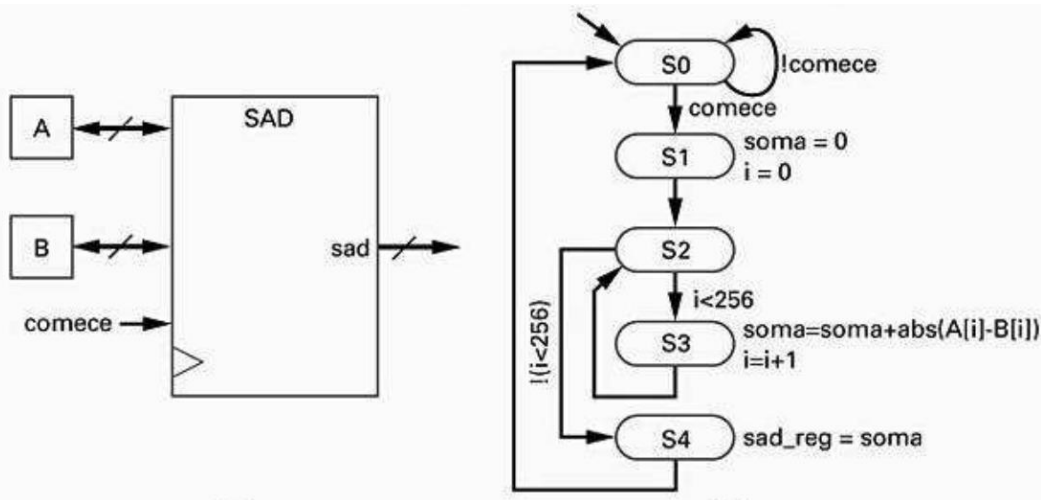 SAD
A
B
sad
comece
S0
!comece
comece
S1
soma = 0
i = 0
S2
i<256
!(i<256)
S3
soma=soma+abs(A[i]-B[i])
i=i+1
S4
sad_reg = soma